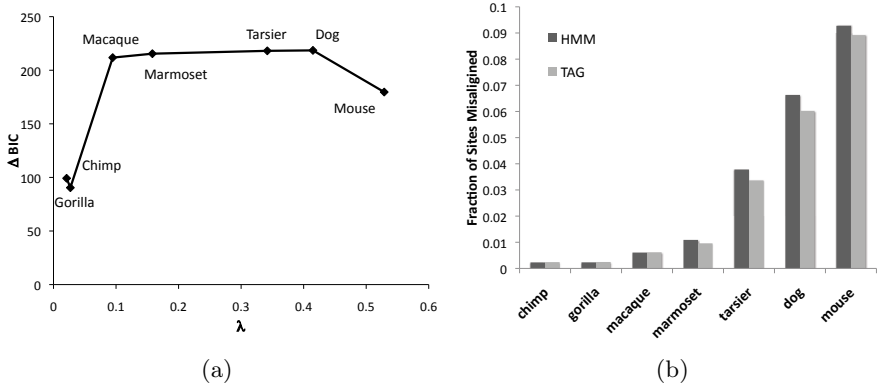 250
200
150
100
50
0
0
0.1
0.2
0.3
0.4
0.5
0.6
Δ BIC
λ
Macaque
Marmoset
Tarsier
Dog
Mouse
Chimp
Gorilla
(a)
0.1
0.09
0.08
0.07
0.06
0.05
0.04
0.03
0.02
0.01
0
Fraction of Sites Misaligined
HMM
TAG
chimp
gorilla
macaque
marmoset
tarsier
dog
mouse
(b)